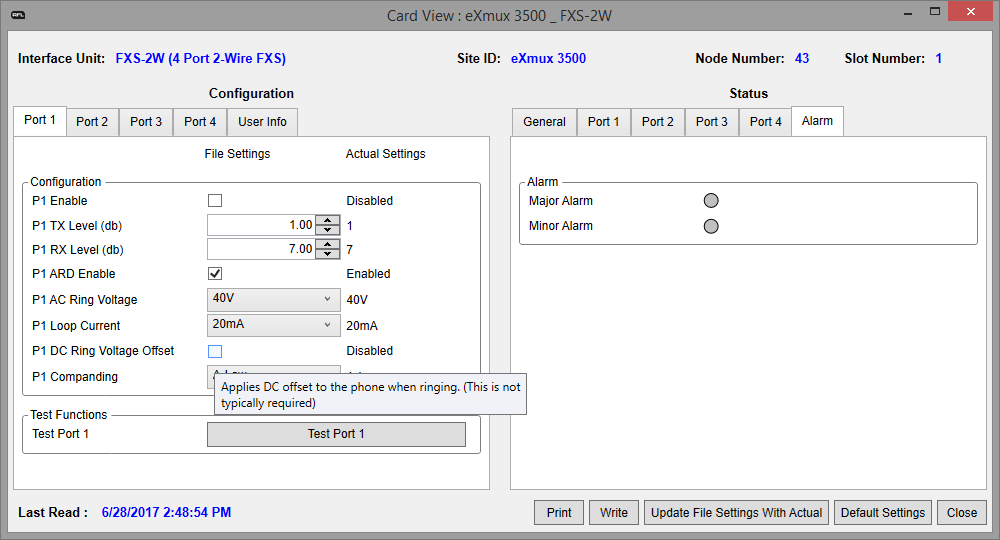 AFL
Card View : eXmux 3500 _ FXS-2W
Interface Unit: FXS-2W (4 Port 2-Wire FXS) Site ID: eXmux 3500 Node Number: 43 Slot Number: 1
Configuration Status
Port 1 Port 2 Port 3 Port 4 User Info
General Port 1 Port 2 Port 3 Port 4 Alarm
File Settings Actual Settings
Configuration
P1 Enable Disabled
P1 TX Level (db) 1.00 1
P1 RX Level (db) 7.00 7
P1 ARD Enable Enabled
P1 AC Ring Voltage 40V 40V
P1 Loop Current 20mA 20mA
P1 DC Ring Voltage Offset Disabled
P1 Companding
Applies DC offset to the phone when ringing. (This is not
typically required)
Test Functions
Test Port 1 Test Port 1
Alarm
Major Alarm
Minor Alarm
Last Read : 6/28/2017 2:48:54 PM Print Write Update File Settings With Actual Default Settings Close